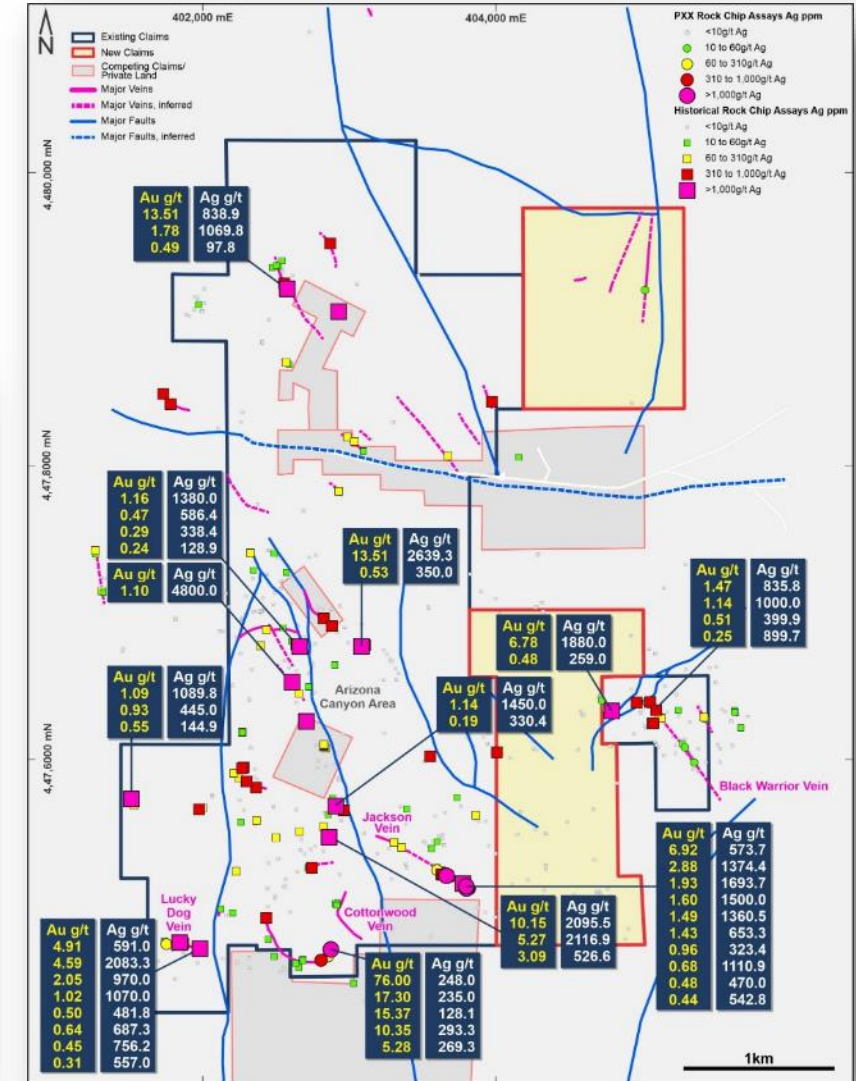 402,000 mE
404,000 mE
N
Existing Claims
New Claims
Competing Claims/
Private Land
Major Veins
Major Veins, inferred
Major Faults
Major Faults, inferred
PXX Rock Chip Assays Ag ppm
<10g/t Ag
10 to 60g/t Ag
60 to 310g/t Ag
310 to 1,000g/t Ag
>1,000g/t Ag
Historical Rock Chip Assays Ag ppm
<10g/t Ag
10 to 60g/t Ag
60 to 310g/t Ag
310 to 1,000g/t Ag
>1,000g/t Ag
4,480,000 mN
4,47,8000 mN
4,47,6000 mN
Au g/t Ag g/t
13.51 838.9
1.78 1069.8
0.49 97.8
Au g/t Ag g/t
1.16 1380.0
0.47 586.4
0.29 338.4
0.24 128.9
Au g/t Ag g/t
1.10 4800.0
Au g/t Ag g/t
13.51 2639.3
0.53 350.0
Au g/t Ag g/t
1.47 835.8
1.14 1000.0
0.51 399.9
0.25 899.7
Au g/t Ag g/t
6.78 1880.0
0.48 259.0
Au g/t Ag g/t
1.09 1089.8
0.93 445.0
0.55 144.9
Arizona
Canyon Area
Au g/t Ag g/t
1.14 1450.0
0.19 330.4
Black Warrior Vein
Jackson
Vein
Lucky
Dog
Vein
Cottonwood
Vein
Au g/t Ag g/t
6.92 573.7
2.88 1374.4
1.93 1693.7
1.60 1500.0
1.49 1360.5
1.43 653.3
0.96 323.4
0.68 1110.9
0.48 470.0
0.44 542.8
Au g/t Ag g/t
10.15 2095.5
5.27 2116.9
3.09 526.6
Au g/t Ag g/t
4.91 591.0
4.59 2083.3
2.05 970.0
1.02 1070.0
0.50 481.8
0.64 687.3
0.45 756.2
0.31 557.0
Au g/t Ag g/t
76.00 248.0
17.30 235.0
15.37 128.1
10.35 293.3
5.28 269.3
1km